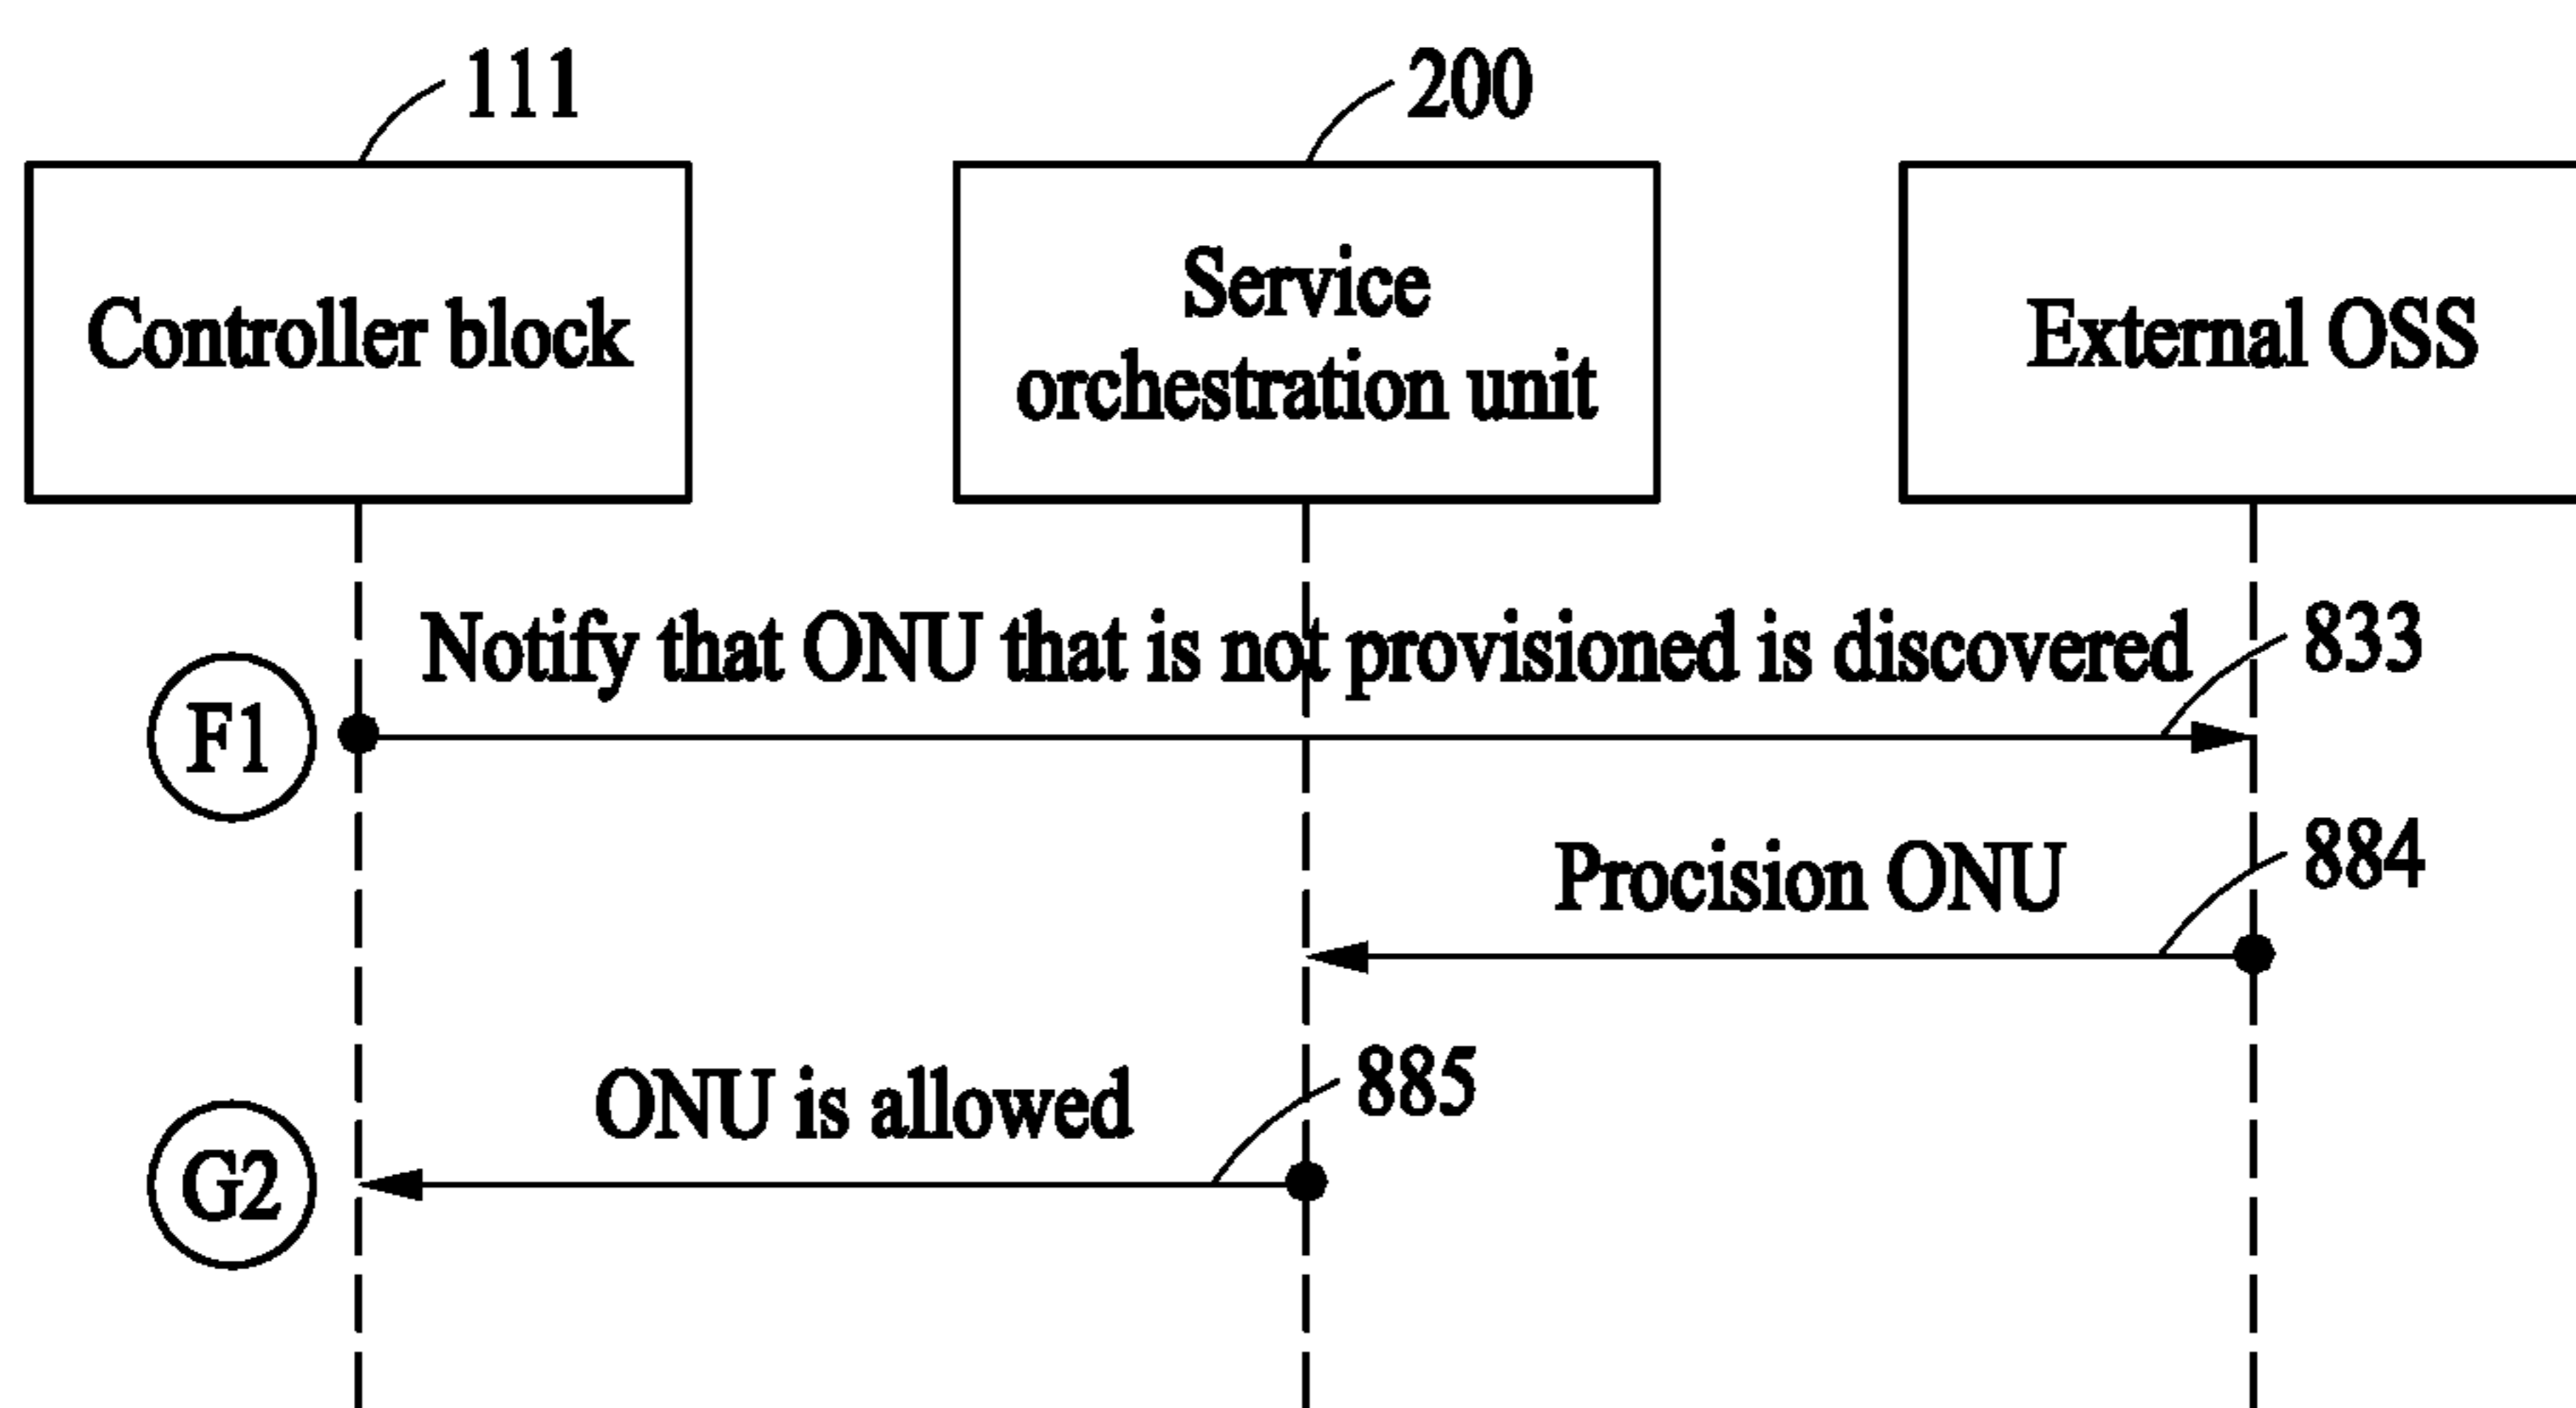 111
200
Controller block
Service
orchestration unit
External OSS
Notify that ONU that is not provisioned is discovered
833
F1
Procision ONU
884
ONU is allowed
885
G2